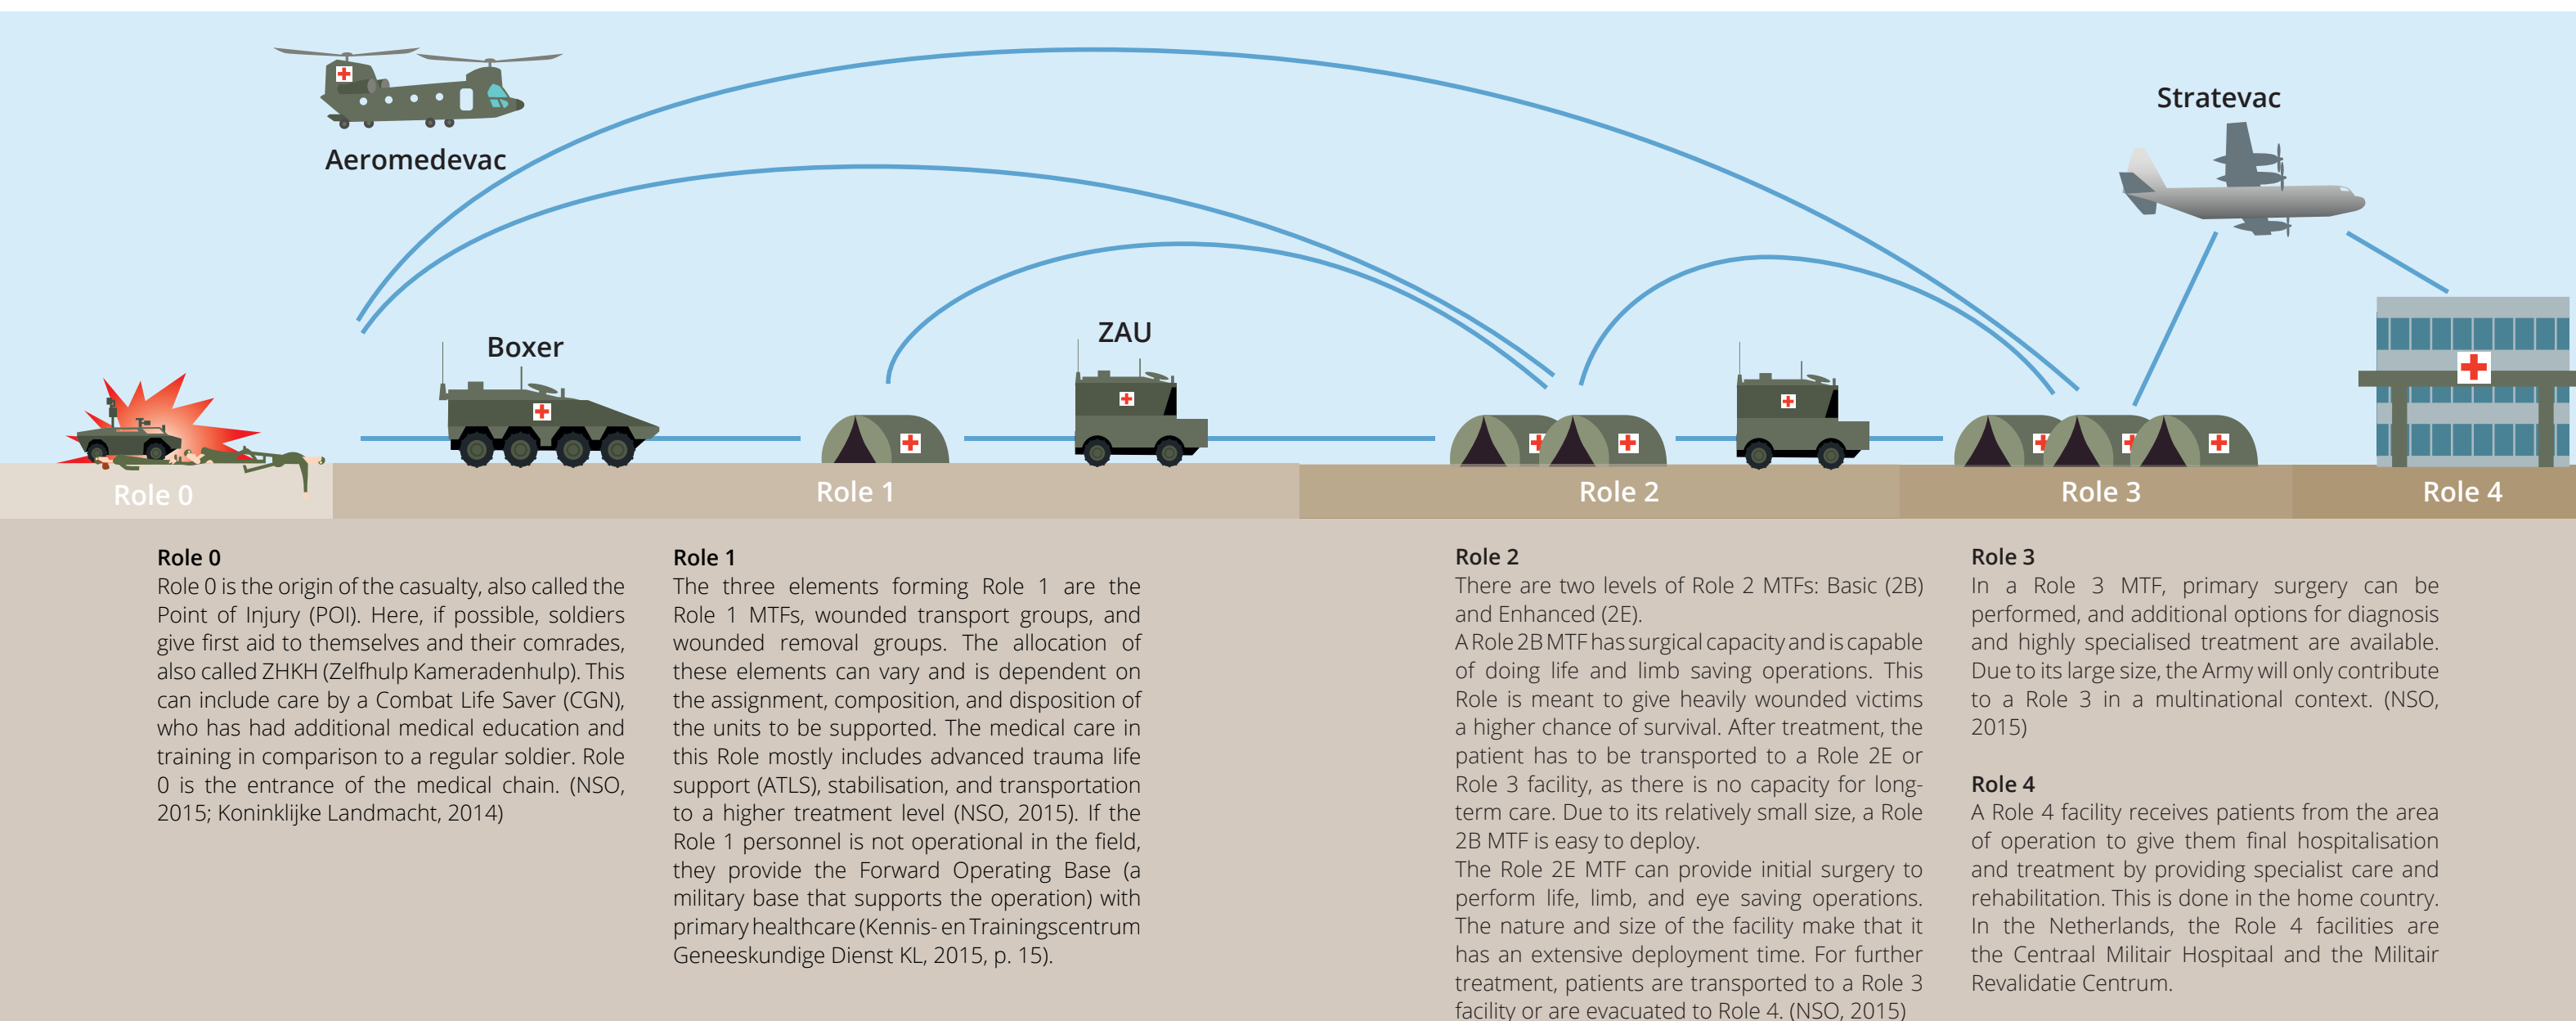 Aeromedevac
Stratevac
Boxer
ZAU
Role 0
Role 1
Role 2
Role 3
Role 4
Role 0
Role 0 is the origin of the casualty, also called the
Point of Injury (POI). Here, if possible, soldiers
give first aid to themselves and their comrades,
also called ZHKH (Zelfhulp Kameradenhulp). This
can include care by a Combat Life Saver (CGN),
who has had additional medical education and
training in comparison to a regular soldier. Role
0 is the entrance of the medical chain. (NSO,
2015; Koninklijke Landmacht, 2014)
Role 1
The three elements forming Role 1 are the
Role 1 MTFs, wounded transport groups, and
wounded removal groups. The allocation of
these elements can vary and is dependent on
the assignment, composition, and disposition of
the units to be supported. The medical care in
this Role mostly includes advanced trauma life
support (ATLS), stabilisation, and transportation
to a higher treatment level (NSO, 2015). If the
Role 1 personnel is not operational in the field,
they provide the Forward Operating Base (a
military base that supports the operation) with
primary healthcare (Kennis- en Trainingscentrum
Geneeskundige Dienst KL, 2015, p. 15).
Role 2
There are two levels of Role 2 MTFs: Basic (2B)
and Enhanced (2E).
A Role 2B MTF has surgical capacity and is capable
of doing life and limb saving operations. This
Role is meant to give heavily wounded victims
a higher chance of survival. After treatment, the
patient has to be transported to a Role 2E or
Role 3 facility, as there is no capacity for long-
term care. Due to its relatively small size, a Role
2B MTF is easy to deploy.
The Role 2E MTF can provide initial surgery to
perform life, limb, and eye saving operations.
The nature and size of the facility make that it
has an extensive deployment time. For further
treatment, patients are transported to a Role 3
facility or are evacuated to Role 4. (NSO, 2015)
Role 3
In a Role 3 MTF, primary surgery can be
performed, and additional options for diagnosis
and highly specialised treatment are available.
Due to its large size, the Army will only contribute
to a Role 3 in a multinational context. (NSO,
2015)
Role 4
A Role 4 facility receives patients from the area
of operation to give them final hospitalisation
and treatment by providing specialist care and
rehabilitation. This is done in the home country.
In the Netherlands, the Role 4 facilities are
the Centraal Militair Hospitaal and the Militair
Revalidatie Centrum.